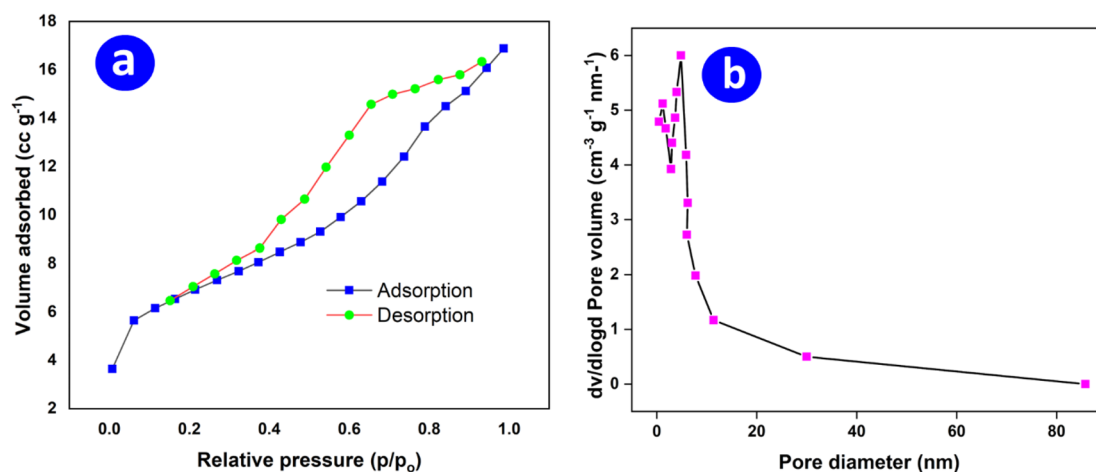 a
Volume adsorbed (cc g-1)
18
16
14
12
10
8
6
4
2
Adsorption
Desorption
0.0 0.2 0.4 0.6 0.8 1.0
Relative pressure (p/po)
b
dv/dlogd Pore volume (cm-3 g-1 nm-1)
6
5
4
3
2
1
0
0 20 40 60 80
Pore diameter (nm)